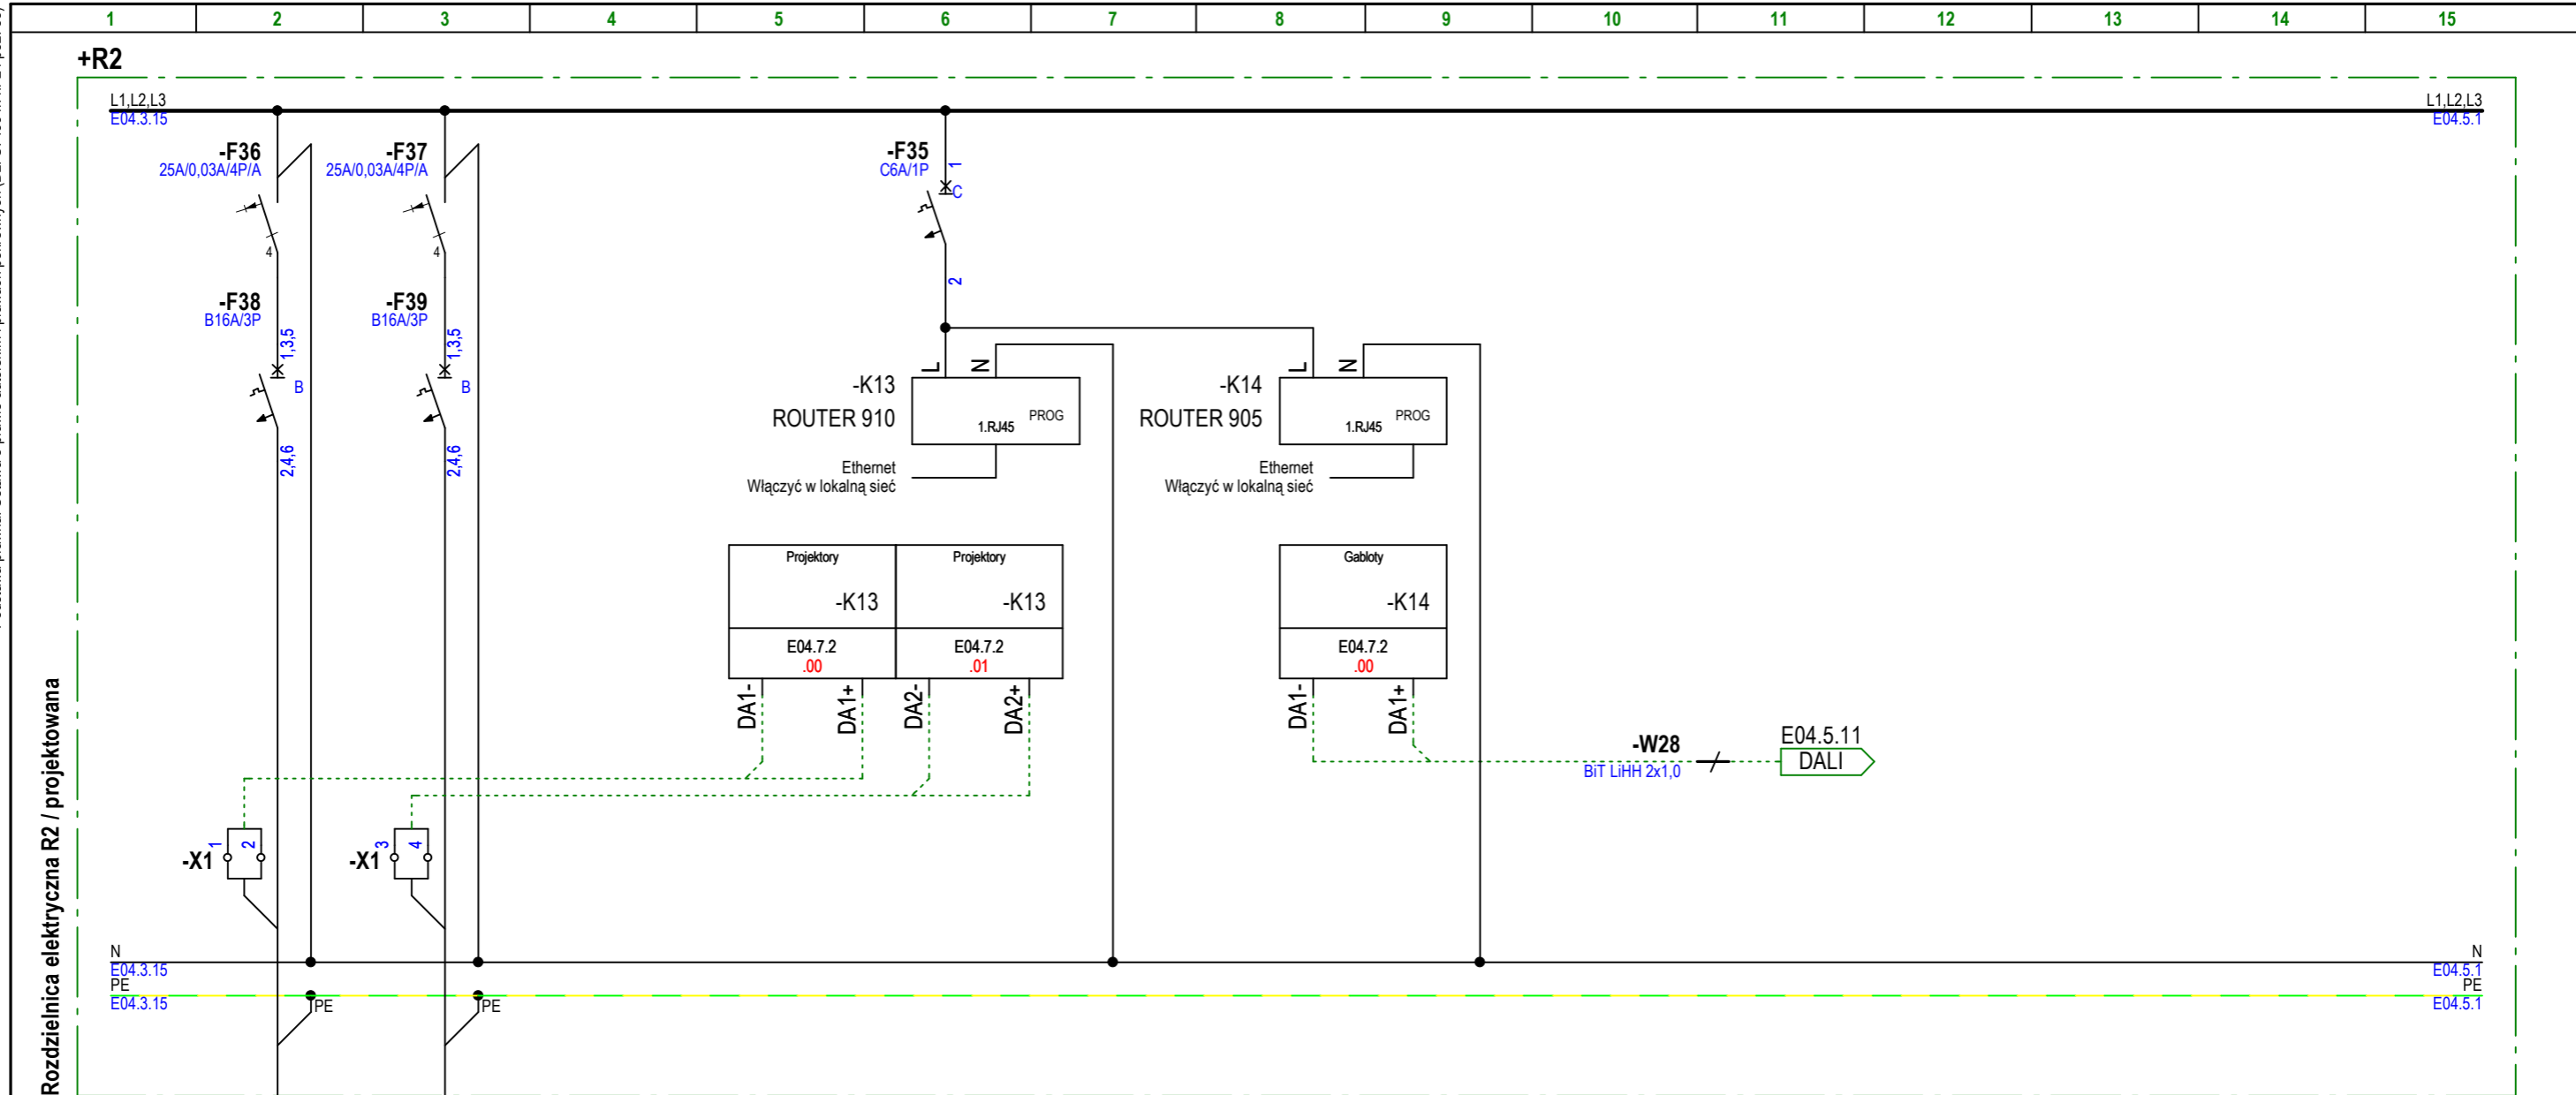 1 2 3 4 5 6 7 8 9 10 11 12 13 14 15
+R2
L1,L2,L3
E04.3.15
L1,L2,L3
E04.5.1
-F36
25A/0,03A/4P/A
4
-F37
25A/0,03A/4P/A
4
-F35
C6A/1P
1
C
2
-F38
B16A/3P
1,3,5
B
2,4,6
-F39
B16A/3P
1,3,5
B
2,4,6
L
N
-K13
ROUTER 910
PROG
1.RJ45
Ethernet
Włączyć w lokalną sieć
L
N
-K14
ROUTER 905
PROG
1.RJ45
Ethernet
Włączyć w lokalną sieć
Projektory
-K13
E04.7.2
.00
DA1-
DA1+
Projektory
-K13
E04.7.2
.01
DA2-
DA2+
Gabloty
-K14
E04.7.2
.00
DA1-
DA1+
-W28
BiT LiHH 2x1,0
E04.5.11
DALI
-X1
1
2
-X1
3
4
N
E04.3.15
PE
E04.3.15
PE
PE
N
E04.5.1
PE
E04.5.1
Rozdzielnica elektryczna R2 / projektowana